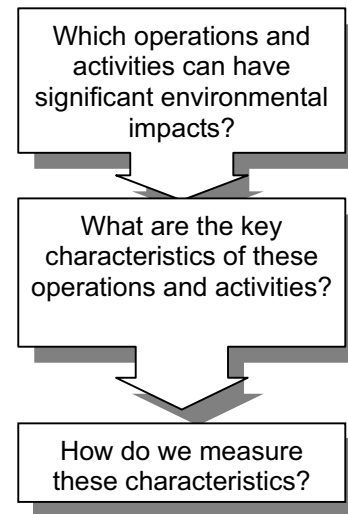 Which operations and
activities can have
significant environmental
impacts?
What are the key
characteristics of these
operations and activities?
How do we measure
these characteristics?